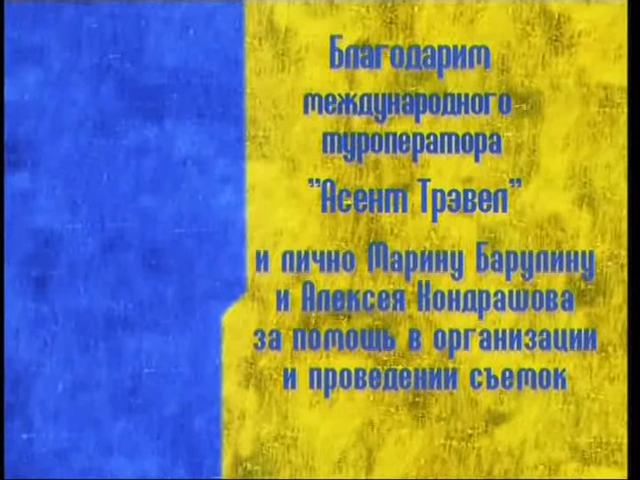 Благодарим
международного
туроператора
"Асент Трэвел"
и лично Марину Барулину
и Алексея Кондрашова
за помощь в организации
и проведении съемок